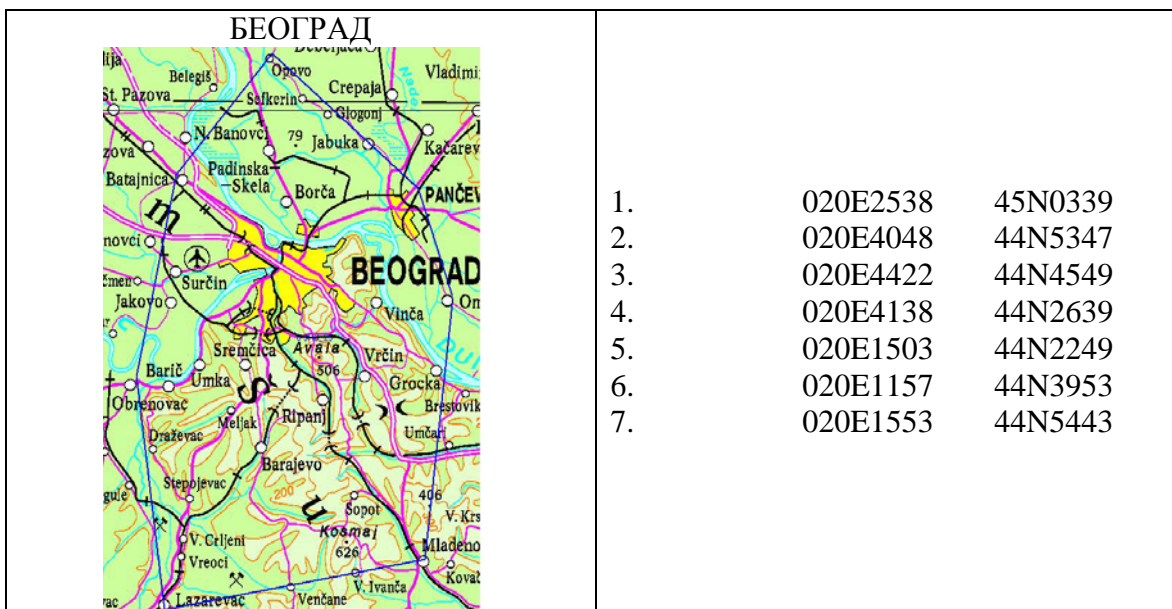 БЕОГРАД
Opovo
Belegiš
Vladimi
Crepaja
St. Pazova
Sefkerin
Glogonj
N. Banovci
79
Jabuka
Kačarev
zova
Padinska
Skela
Batajnica
Borča
PANČEV
m
novci
Surčin
BEOGRAD
Jakovo
Vinča
Sremčica
Avala
506
Vrčin
Barič
Umka
Grocka
Obrenovac
Š
Brestovik
Ripanj
Meljak
Umčari
Draževac
Barajevo
Stepojevac
200
406
Sopot
V. Krs
u
Kosmaj
626
V. Crljeni
Mladeno
Vreoci
Kovač
V. Ivanča
Lazarevac
Venčane
1. 020E2538 45N0339
2. 020E4048 44N5347
3. 020E4422 44N4549
4. 020E4138 44N2639
5. 020E1503 44N2249
6. 020E1157 44N3953
7. 020E1553 44N5443